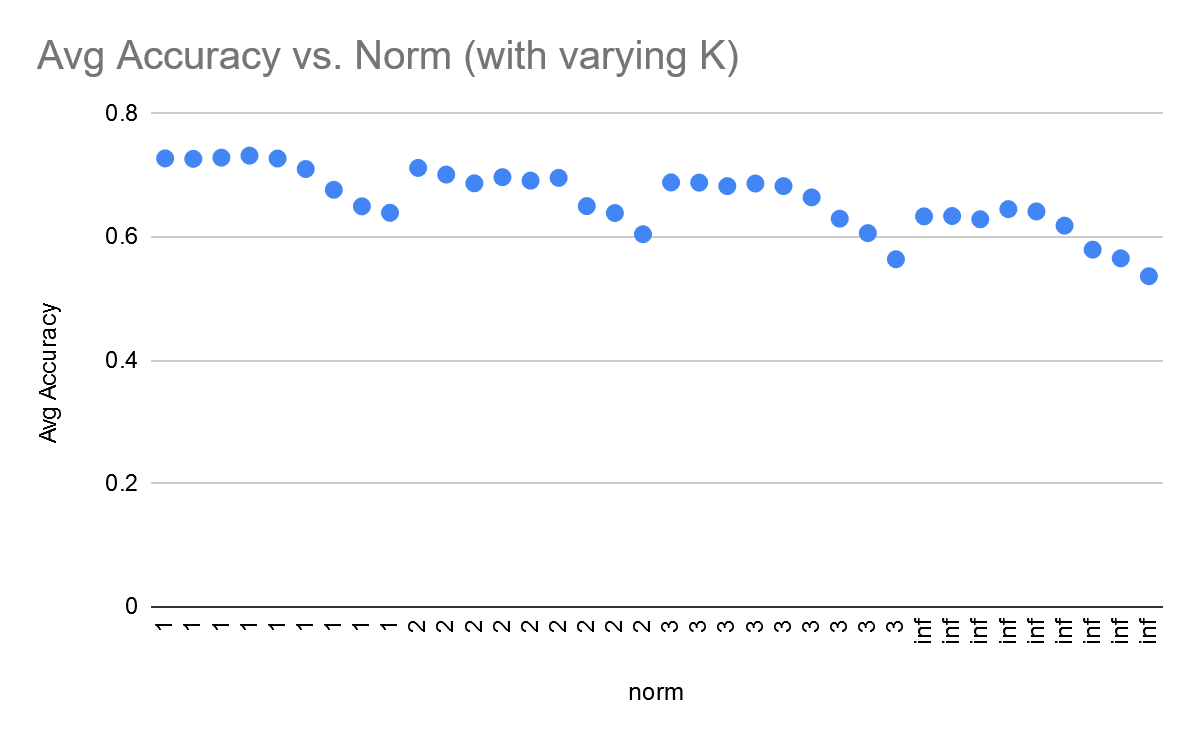 Avg Accuracy vs. Norm (with varying K)
0.8
0.6
0.4
0.2
0
Avg Accuracy
1 1 1 1 1 1 1 1 1 2 2 2 2 2 2 2 2 2 3 3 3 3 3 3 3 3 3 inf inf inf inf inf inf inf inf inf
norm